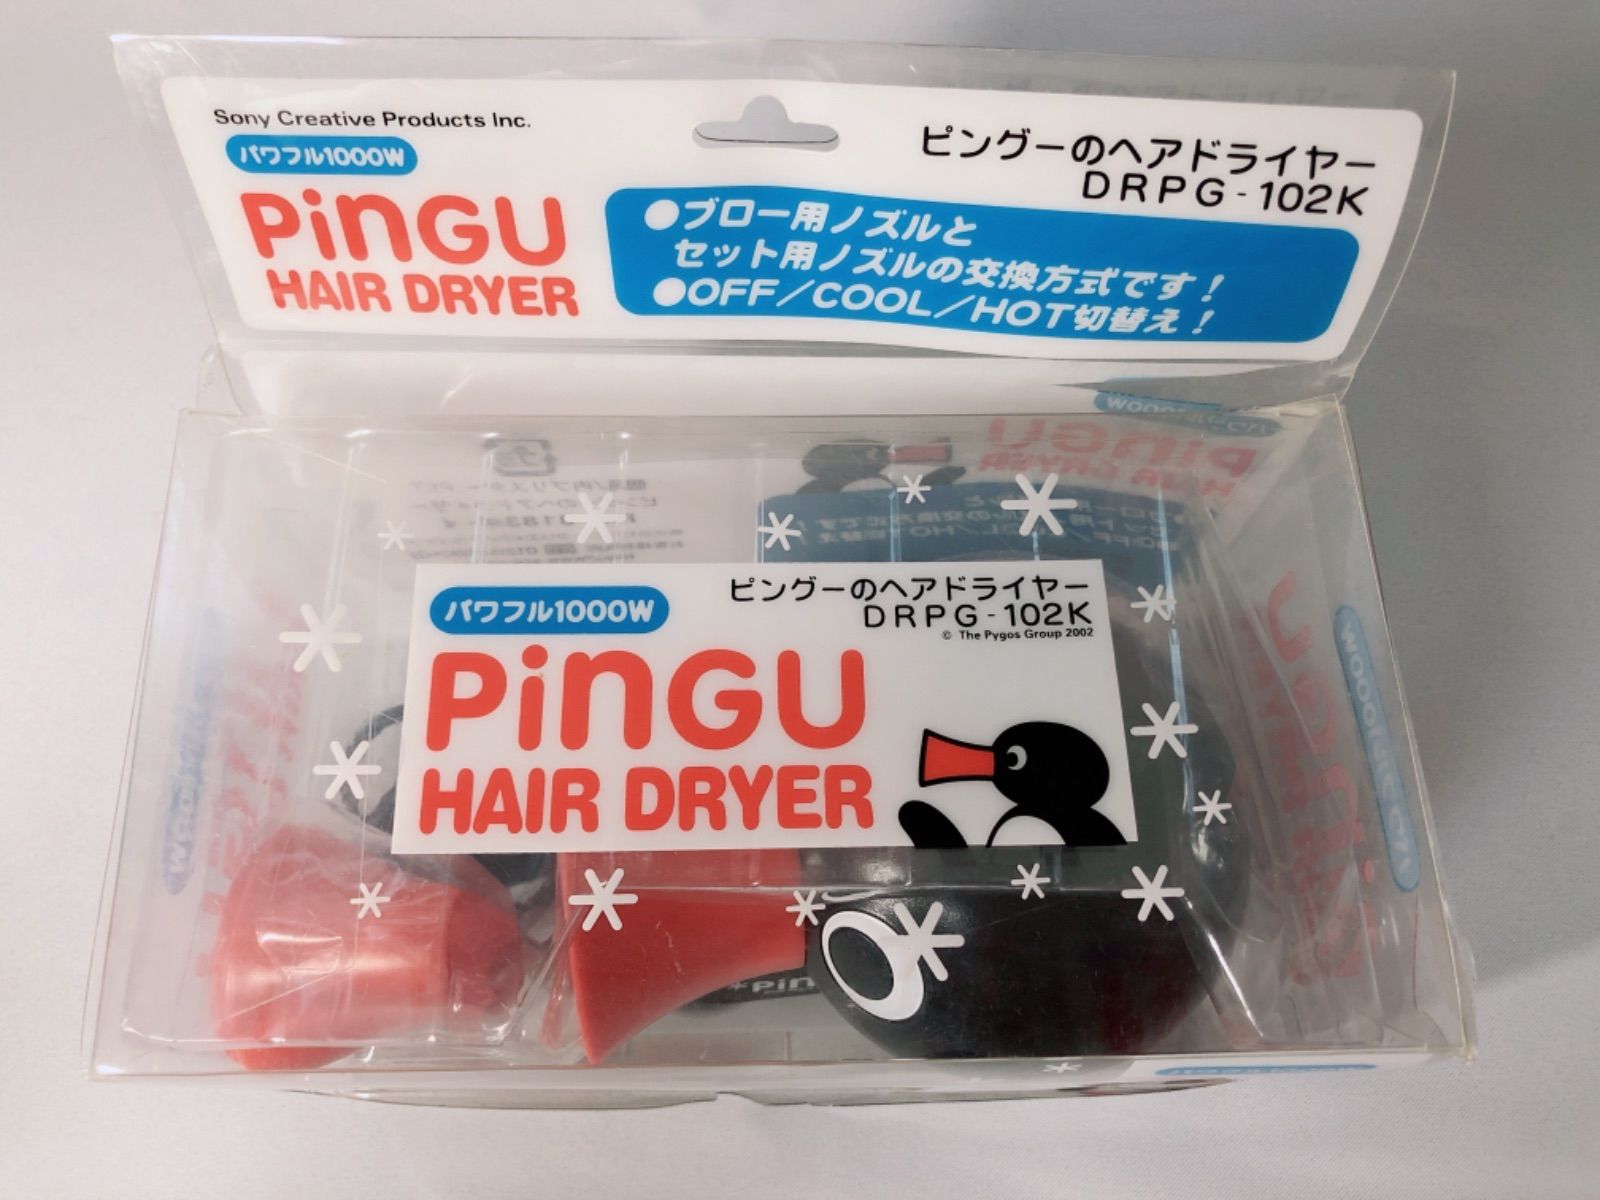 Sony Creative Products Inc.
パワフル1000W
PiNGU
HAIR DRYER
ピングーのヘアドライヤー
DRPG-102K
●ブロー用ノズルと
セット用ノズルの交換方式です！
●OFF／COOL／HOT切替え！
パワフル1000W
ピングーのヘアドライヤー
DRPG-102K
© The Pygos Group 2002
PiNGU
HAIR DRYER